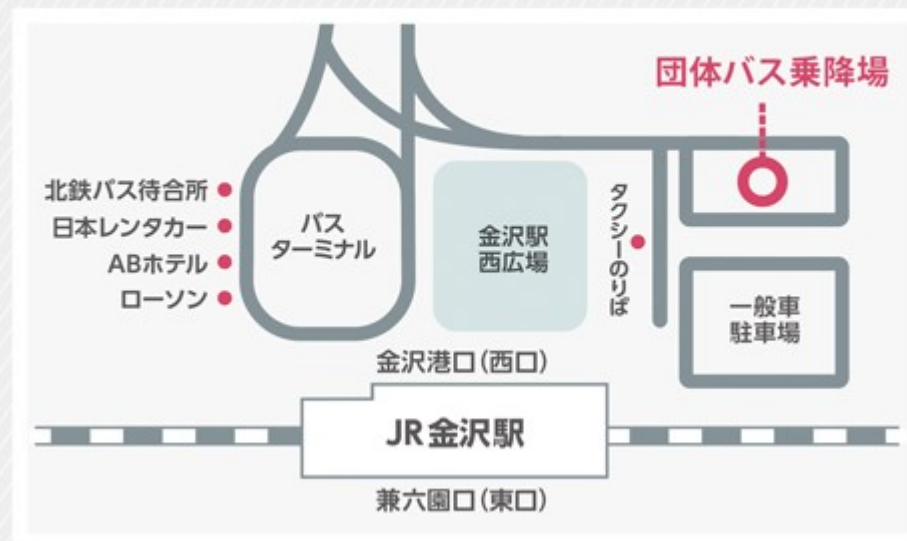 団体バス乗降場
北鉄バス待合所
日本レンタカー
ABホテル
ローソン
バス
ターミナル
金沢駅
西広場
タクシーのりば
一般車
駐車場
金沢港口(西口)
JR金沢駅
兼六園口(東口)